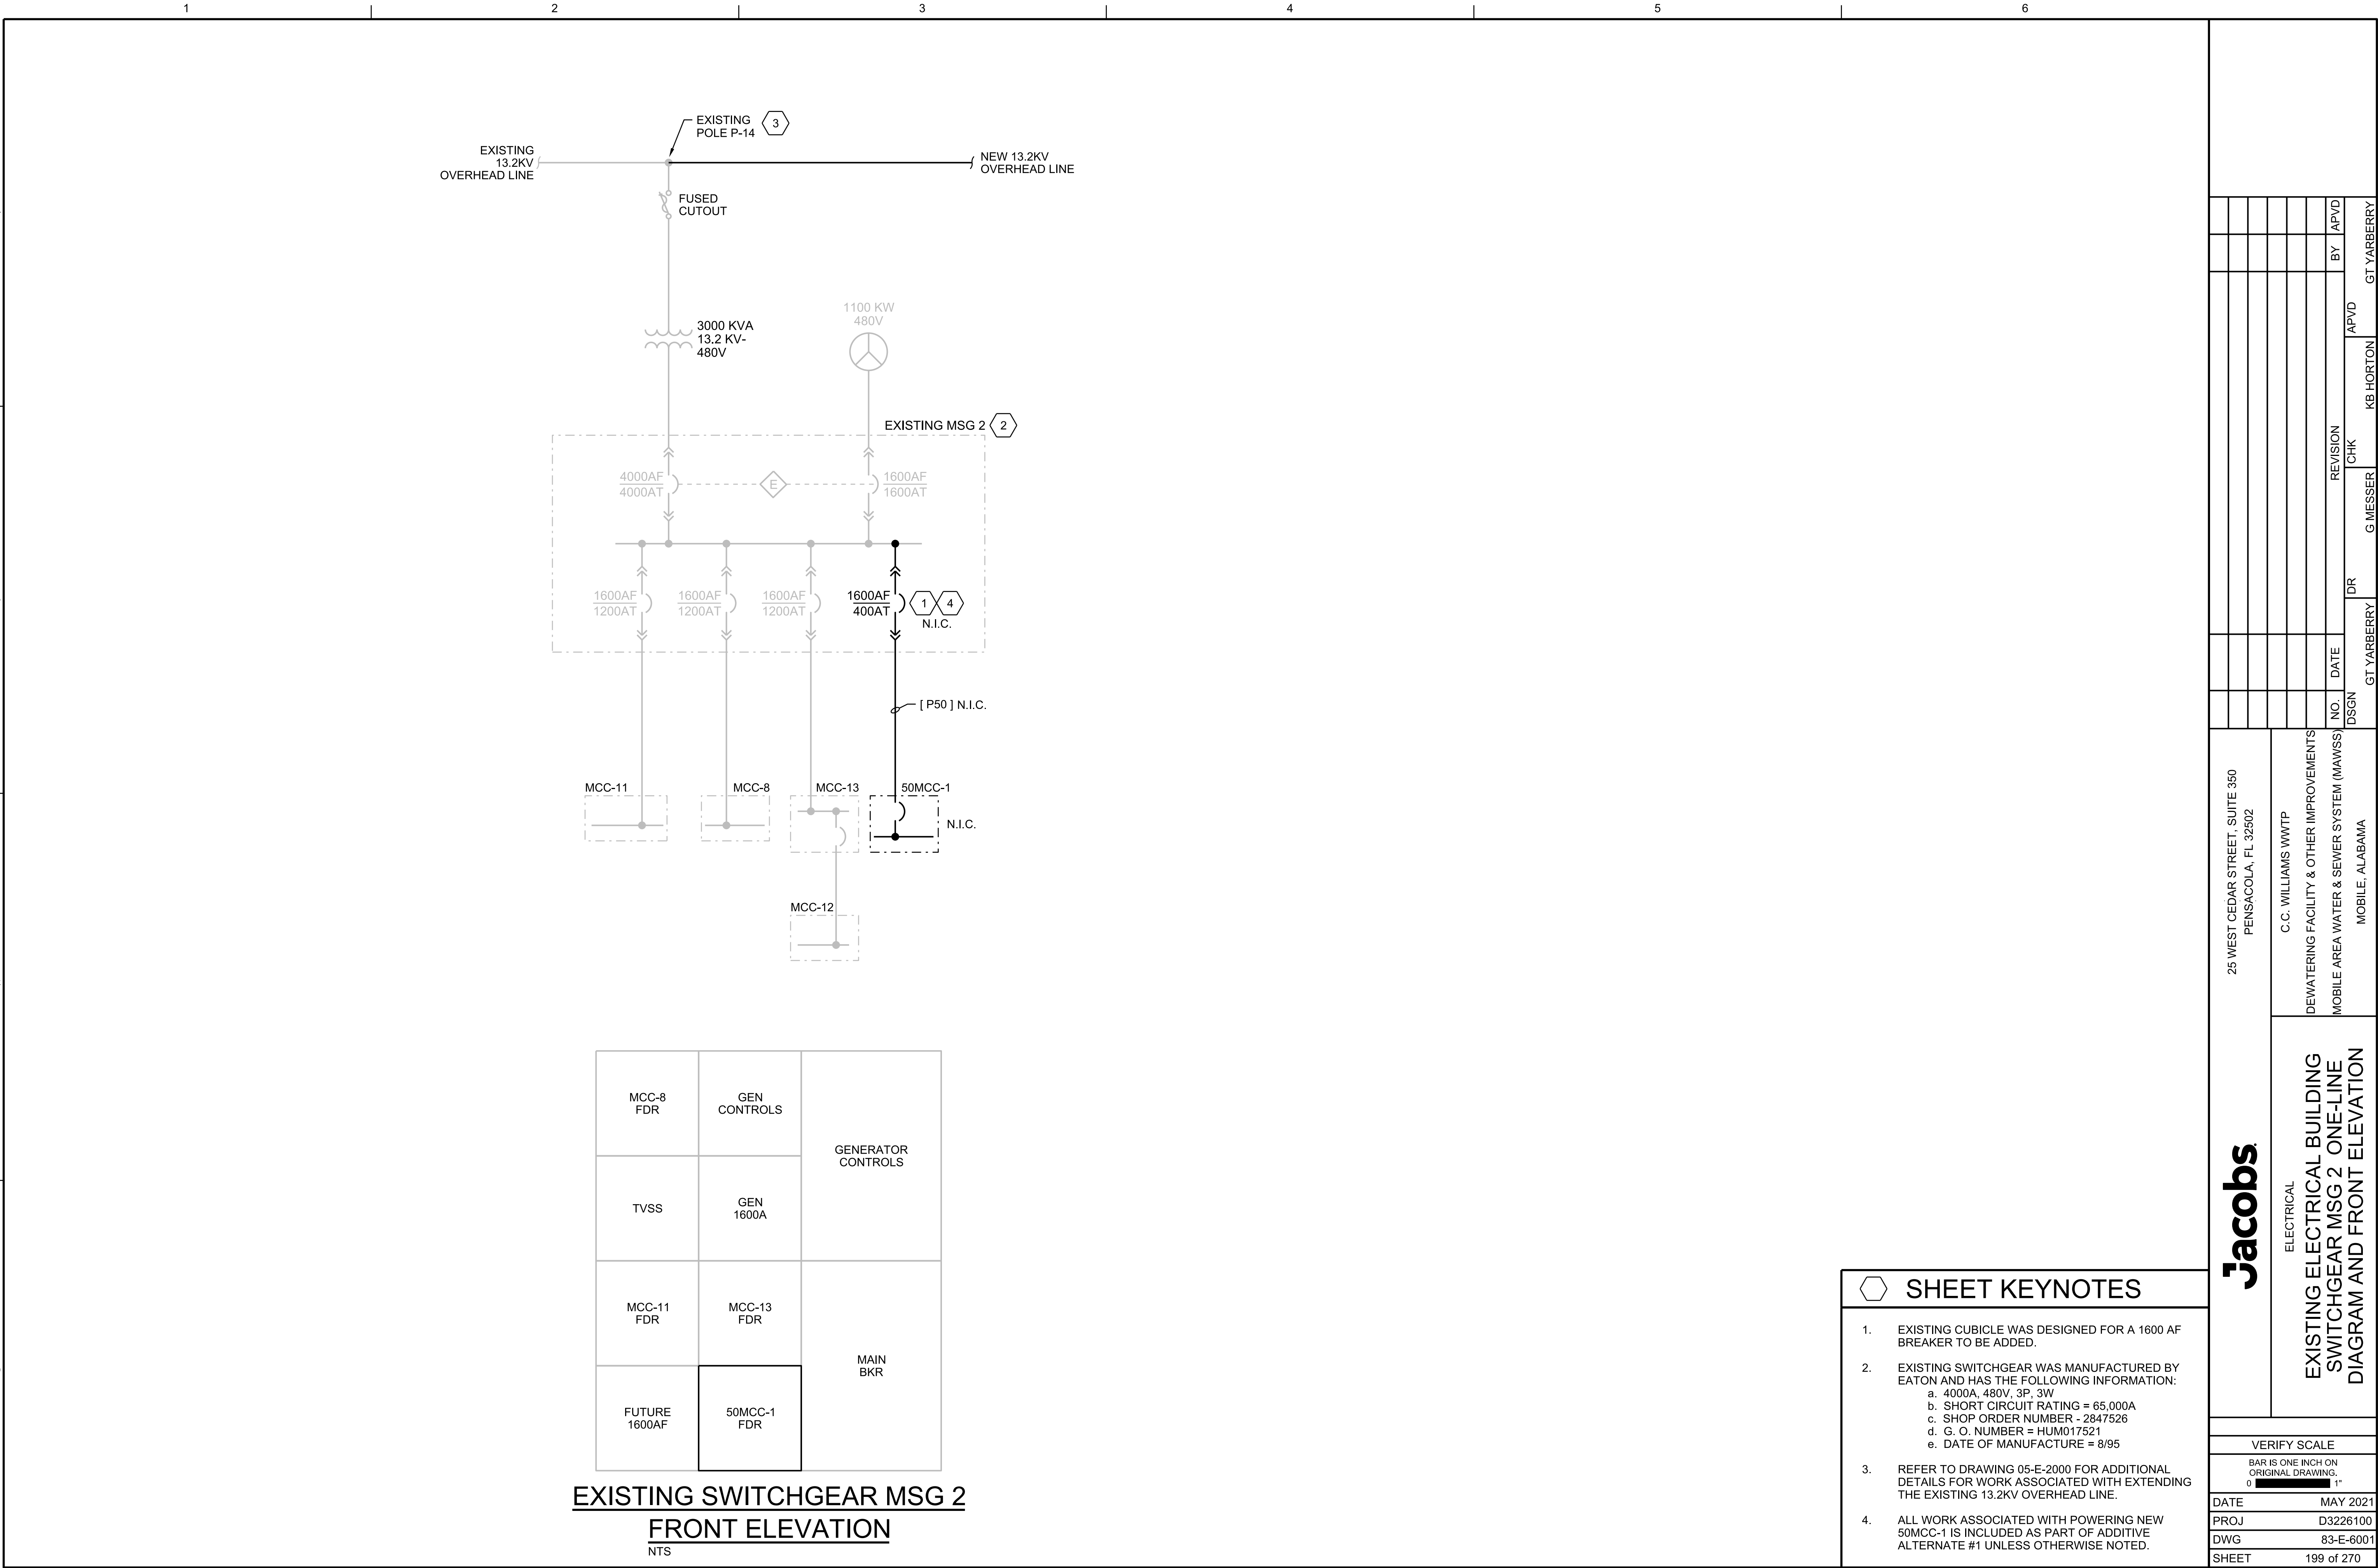 1
2
3
4
5
6
EXISTING
POLE P-14
3
EXISTING
13.2KV
OVERHEAD LINE
NEW 13.2KV
OVERHEAD LINE
FUSED
CUTOUT
3000 KVA
13.2 KV-
480V
1100 KW
480V
EXISTING MSG 2
2
4000AF
4000AT
E
1600AF
1600AT
1600AF
1200AT
1600AF
1200AT
1600AF
1200AT
1600AF
400AT
1
4
N.I.C.
[ P50 ] N.I.C.
MCC-11
MCC-8
MCC-13
50MCC-1
N.I.C.
MCC-12
MCC-8
FDR
GEN
CONTROLS
GENERATOR
CONTROLS
TVSS
GEN
1600A
MCC-11
FDR
MCC-13
FDR
MAIN
BKR
FUTURE
1600AF
50MCC-1
FDR
EXISTING SWITCHGEAR MSG 2
FRONT ELEVATION
NTS
SHEET KEYNOTES
1. EXISTING CUBICLE WAS DESIGNED FOR A 1600 AF
BREAKER TO BE ADDED.
2. EXISTING SWITCHGEAR WAS MANUFACTURED BY
EATON AND HAS THE FOLLOWING INFORMATION:
a. 4000A, 480V, 3P, 3W
b. SHORT CIRCUIT RATING = 65,000A
c. SHOP ORDER NUMBER - 2847526
d. G. O. NUMBER = HUM017521
e. DATE OF MANUFACTURE = 8/95
3. REFER TO DRAWING 05-E-2000 FOR ADDITIONAL
DETAILS FOR WORK ASSOCIATED WITH EXTENDING
THE EXISTING 13.2KV OVERHEAD LINE.
4. ALL WORK ASSOCIATED WITH POWERING NEW
50MCC-1 IS INCLUDED AS PART OF ADDITIVE
ALTERNATE #1 UNLESS OTHERWISE NOTED.
NO. DATE REVISION BY APVD
DSGN DR CHK APVD
GT YARBERRY G MESSER KB HORTON GT YARBERRY
25 WEST CEDAR STREET, SUITE 350
PENSACOLA, FL 32502
C.C. WILLIAMS WWTP
DEWATERING FACILITY & OTHER IMPROVEMENTS
MOBILE AREA WATER & SEWER SYSTEM (MAWSS)
MOBILE, ALABAMA
Jacobs.
ELECTRICAL
EXISTING ELECTRICAL BUILDING
SWITCHGEAR MSG 2 ONE-LINE
DIAGRAM AND FRONT ELEVATION
VERIFY SCALE
BAR IS ONE INCH ON
ORIGINAL DRAWING.
0 1"
DATE MAY 2021
PROJ D3226100
DWG 83-E-6001
SHEET 199 of 270